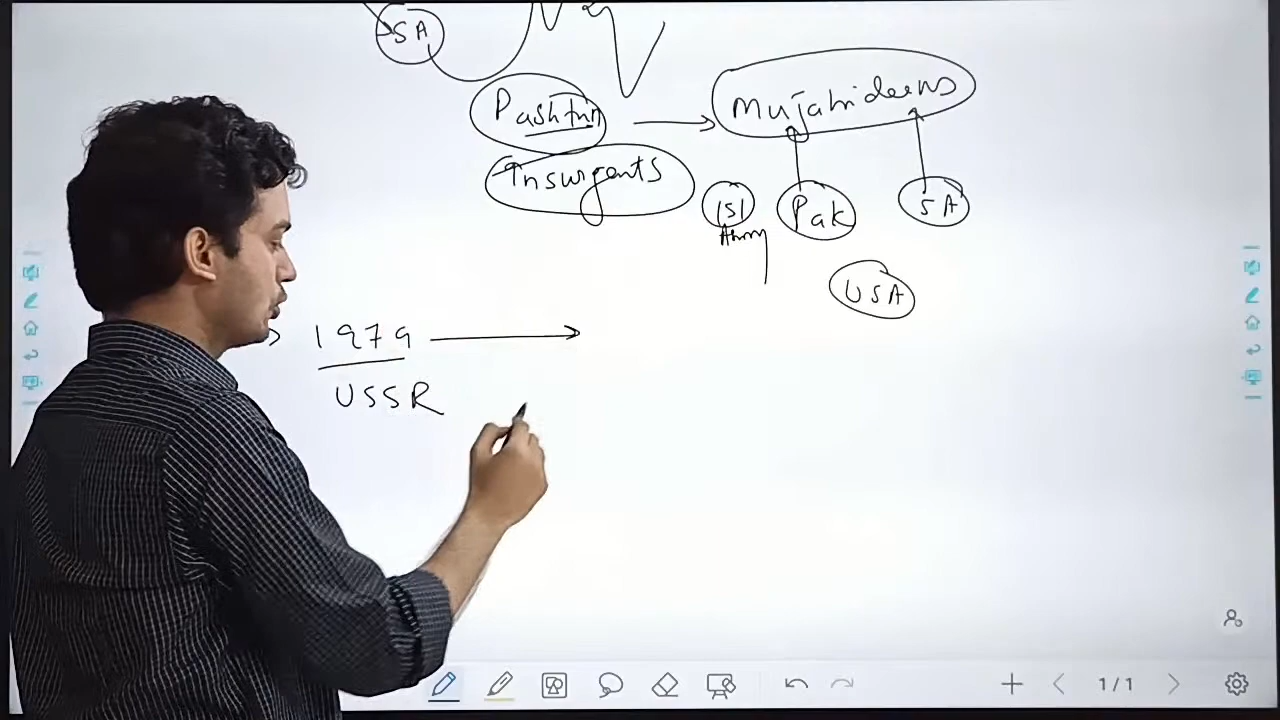 SA
Pashtun
Mujahideens
Insurgents
ISI
Pak
SA
Army
USA
1979
USSR
1/1